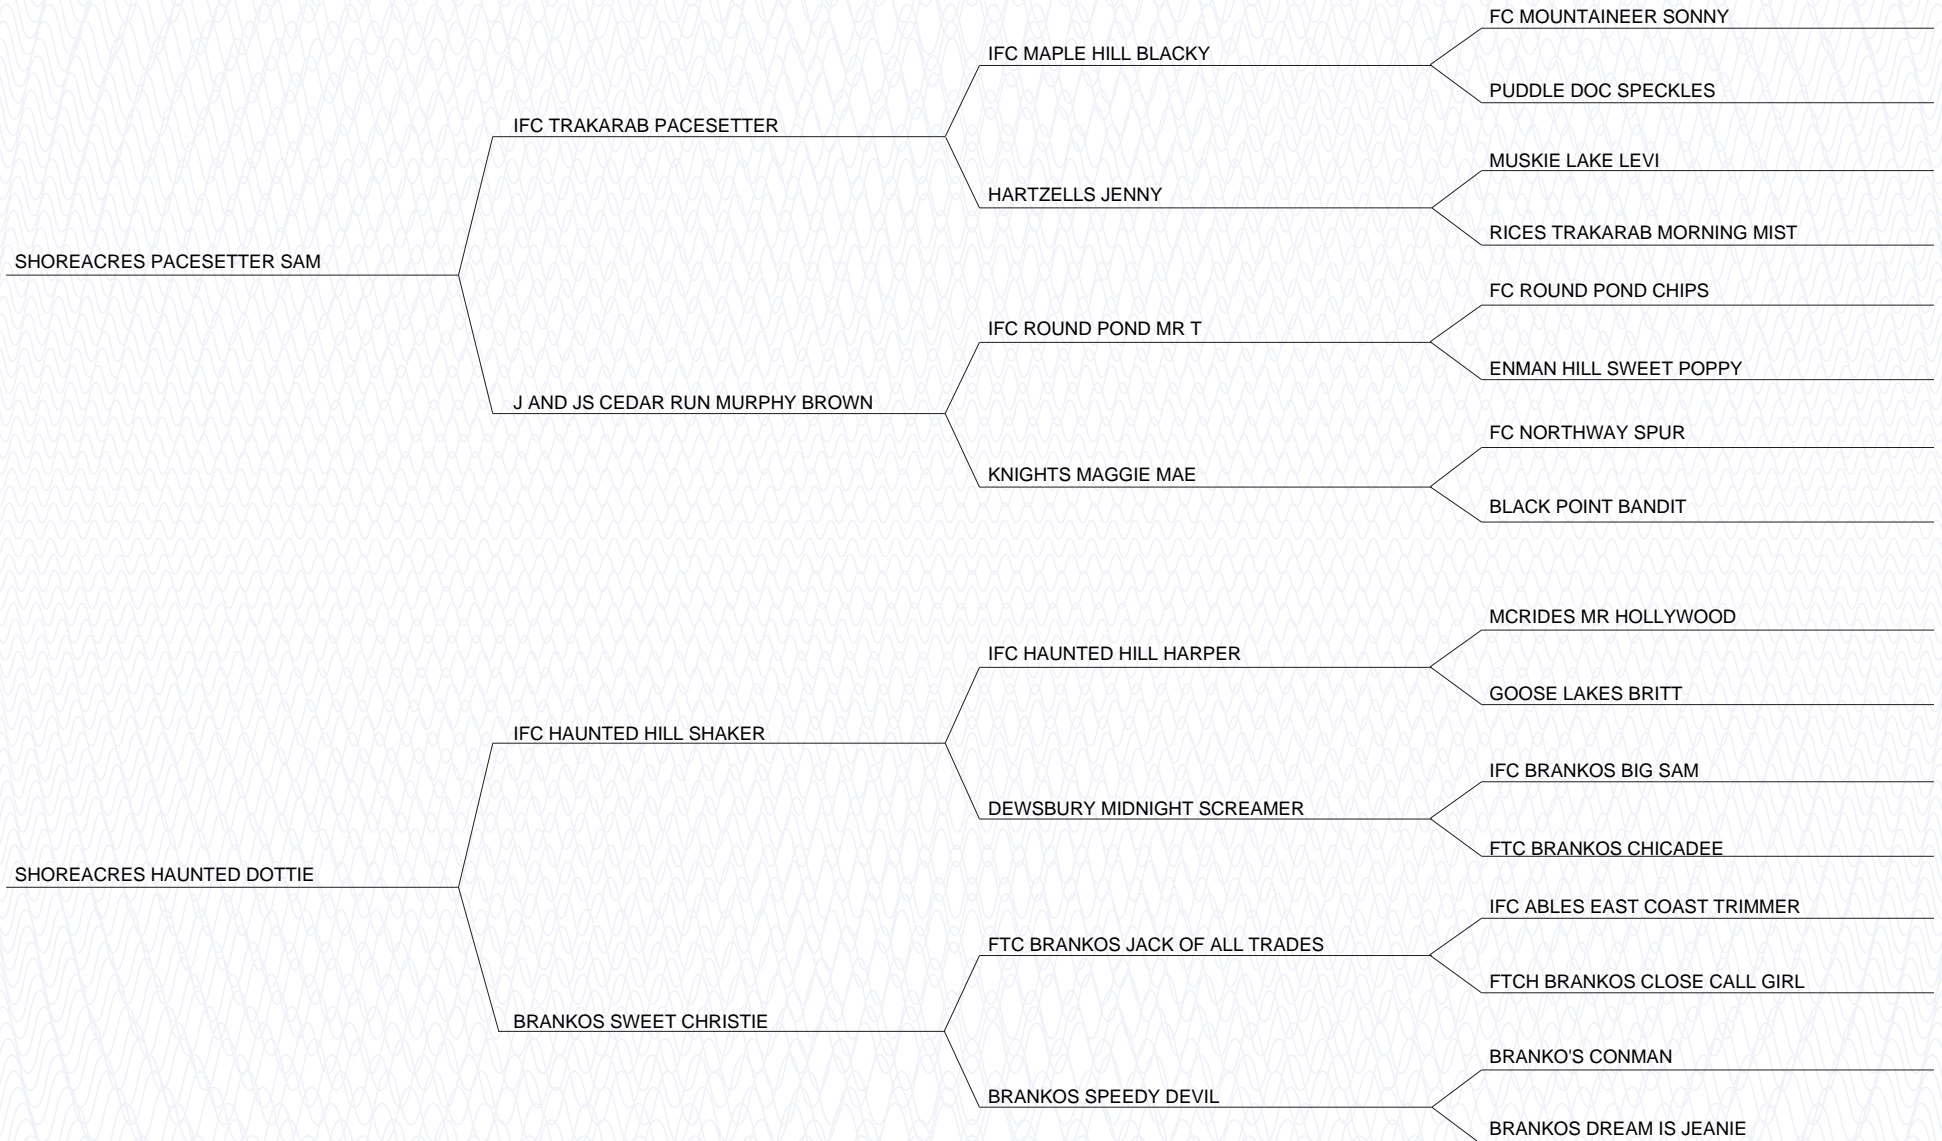 FC MOUNTAINEER SONNY
IFC MAPLE HILL BLACKY
PUDDLE DOC SPECKLES
IFC TRAKARAB PACESETTER
MUSKIE LAKE LEVI
HARTZELLS JENNY
RICES TRAKARAB MORNING MIST
SHOREACRES PACESETTER SAM
FC ROUND POND CHIPS
IFC ROUND POND MR T
ENMAN HILL SWEET POPPY
J AND JS CEDAR RUN MURPHY BROWN
FC NORTHWAY SPUR
KNIGHTS MAGGIE MAE
BLACK POINT BANDIT
MCRIDES MR HOLLYWOOD
IFC HAUNTED HILL HARPER
GOOSE LAKES BRITT
IFC HAUNTED HILL SHAKER
IFC BRANKOS BIG SAM
DEWSBURY MIDNIGHT SCREAMER
FTC BRANKOS CHICADEE
SHOREACRES HAUNTED DOTTIE
IFC ABLES EAST COAST TRIMMER
FTC BRANKOS JACK OF ALL TRADES
FTCH BRANKOS CLOSE CALL GIRL
BRANKOS SWEET CHRISTIE
BRANKO'S CONMAN
BRANKOS SPEEDY DEVIL
BRANKOS DREAM IS JEANIE